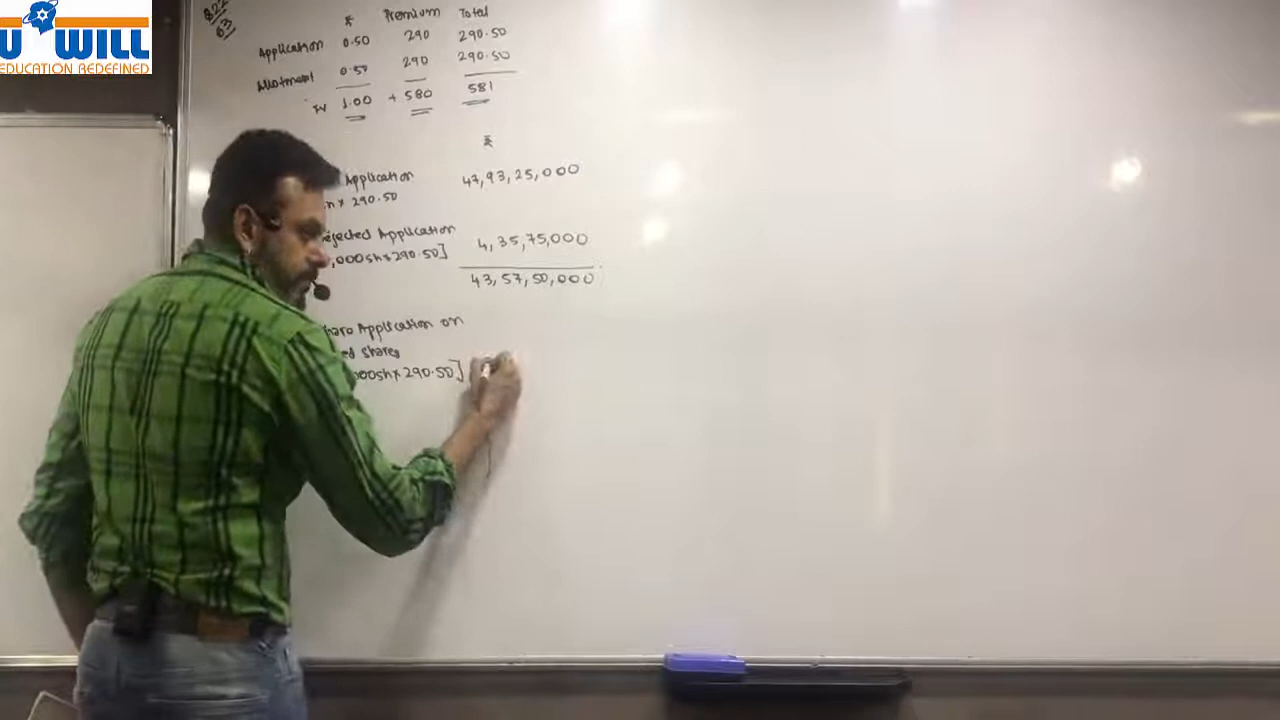 U WILL
EDUCATION REDEFINED
822
63
₹ Premium Total
Application 0.50 290 290.50
Allotment 0.50 290 290.50
₹ 1.00 + 580 581
₹
Application 47,93,25,000
× 290.50
Application 4,35,75,000
,000sh×290.50]
43,57,50,000
Application on
shares
000sh×290.50]